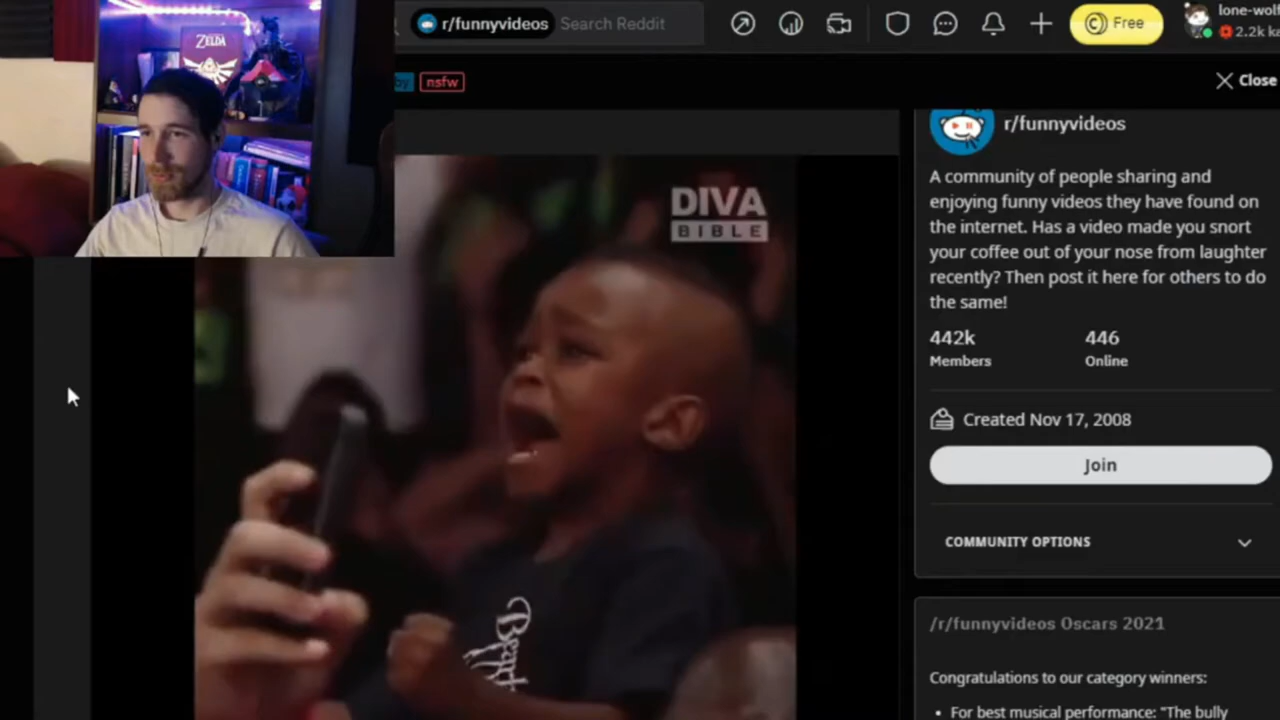 ZELDA
r/funnyvideos
Search Reddit
Free
lone-wolf
2.2k
nsfw
Close
r/funnyvideos
A community of people sharing and
enjoying funny videos they have found on
the internet. Has a video made you snort
your coffee out of your nose from laughter
recently? Then post it here for others to do
the same!
442k
446
Members
Online
Created Nov 17, 2008
Join
COMMUNITY OPTIONS
/r/funnyvideos Oscars 2021
Congratulations to our category winners:
• For best musical performance: "The bully
DIVA
BIBLE